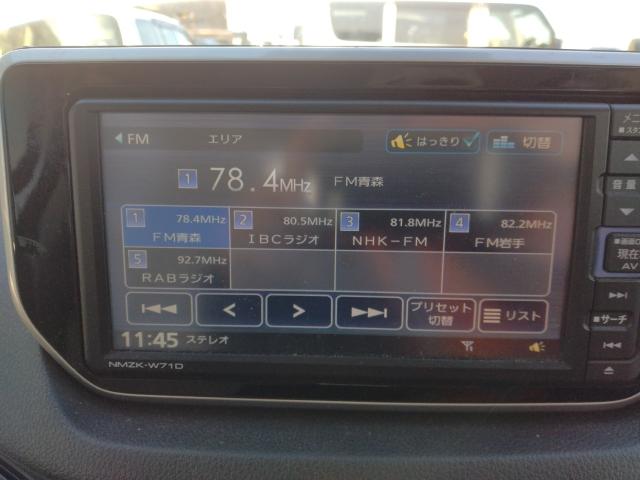 FM エリア はっきり 切替
1 78.4MHz FM青森
1 78.4MHz 2 80.5MHz 3 81.8MHz 4 82.2MHz
FM青森 IBCラジオ NHK-FM FM岩手
5 92.7MHz
RABラジオ
プリセット切替 リスト
11:45 ステレオ
NMZK-W71D
メニ
音量
現在
AV
サーチ